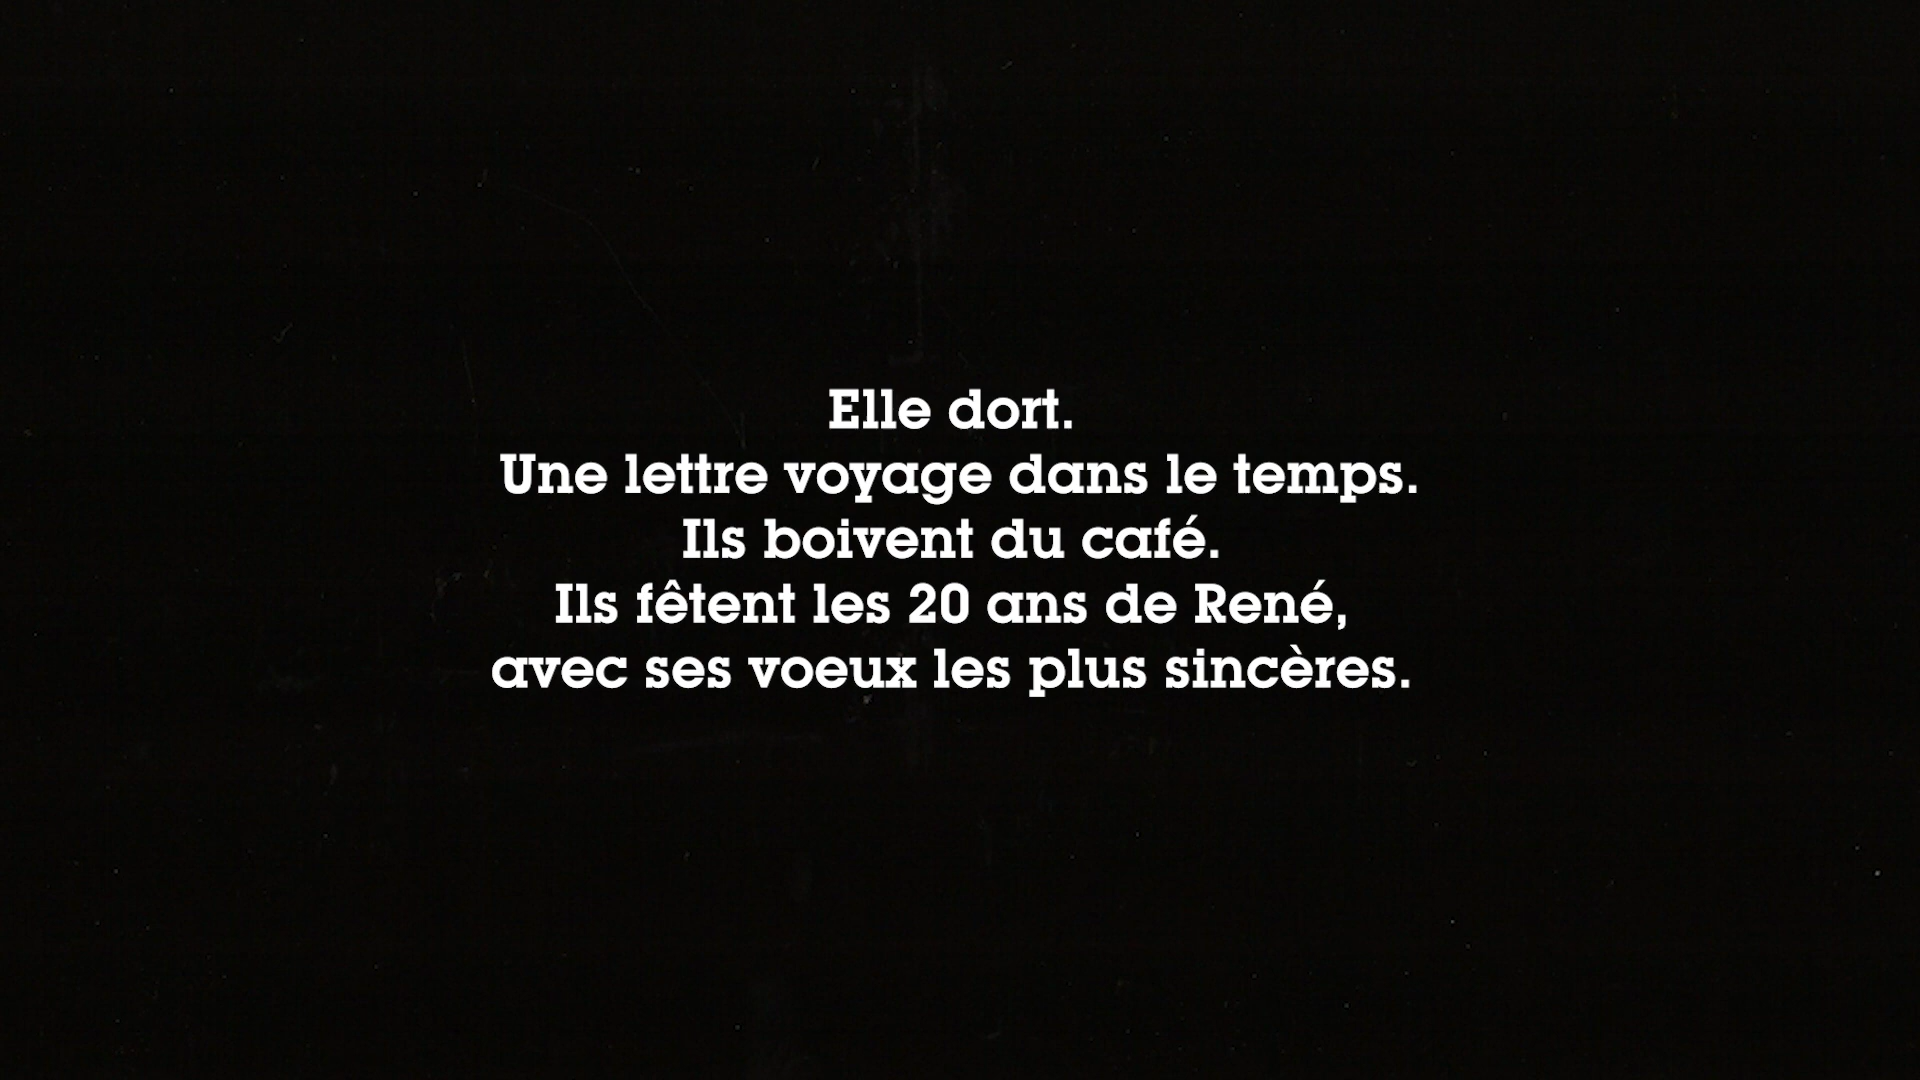 Elle dort.
Une lettre voyage dans le temps.
Ils boivent du café.
Ils fêtent les 20 ans de René,
avec ses voeux les plus sincères.